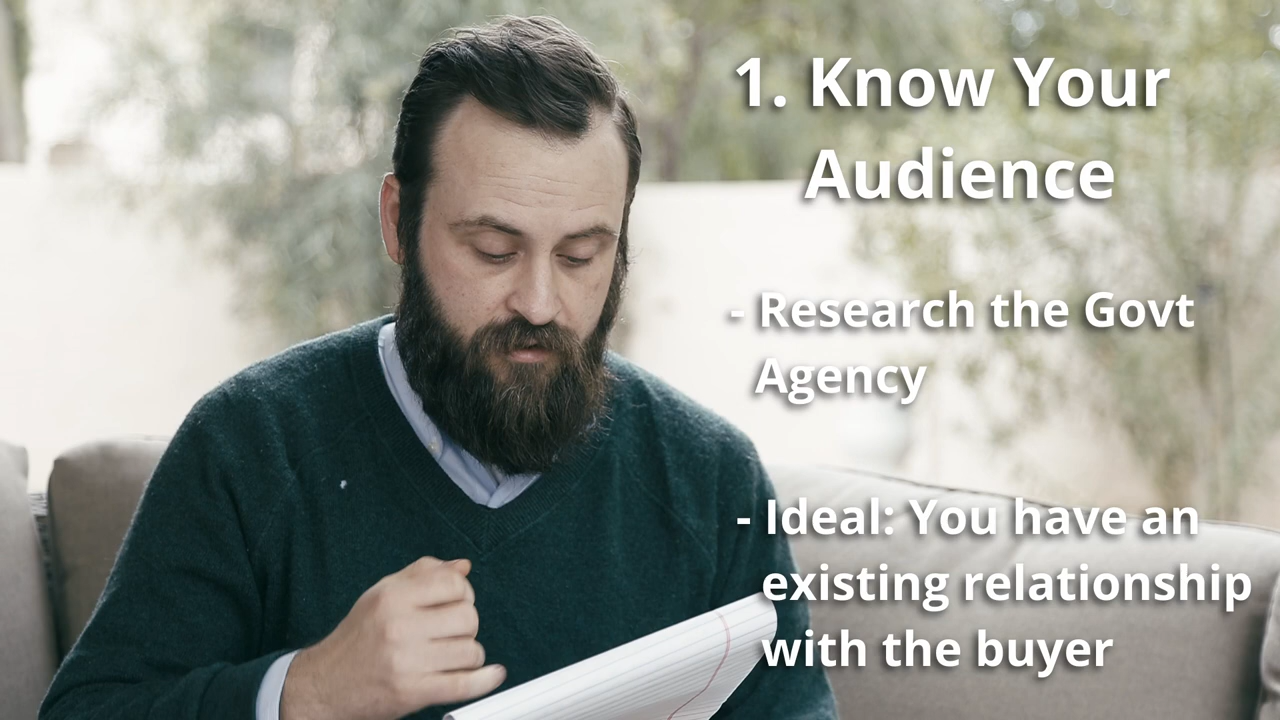 1. Know Your
Audience
- Research the Govt
Agency
- Ideal: You have an
existing relationship
with the buyer